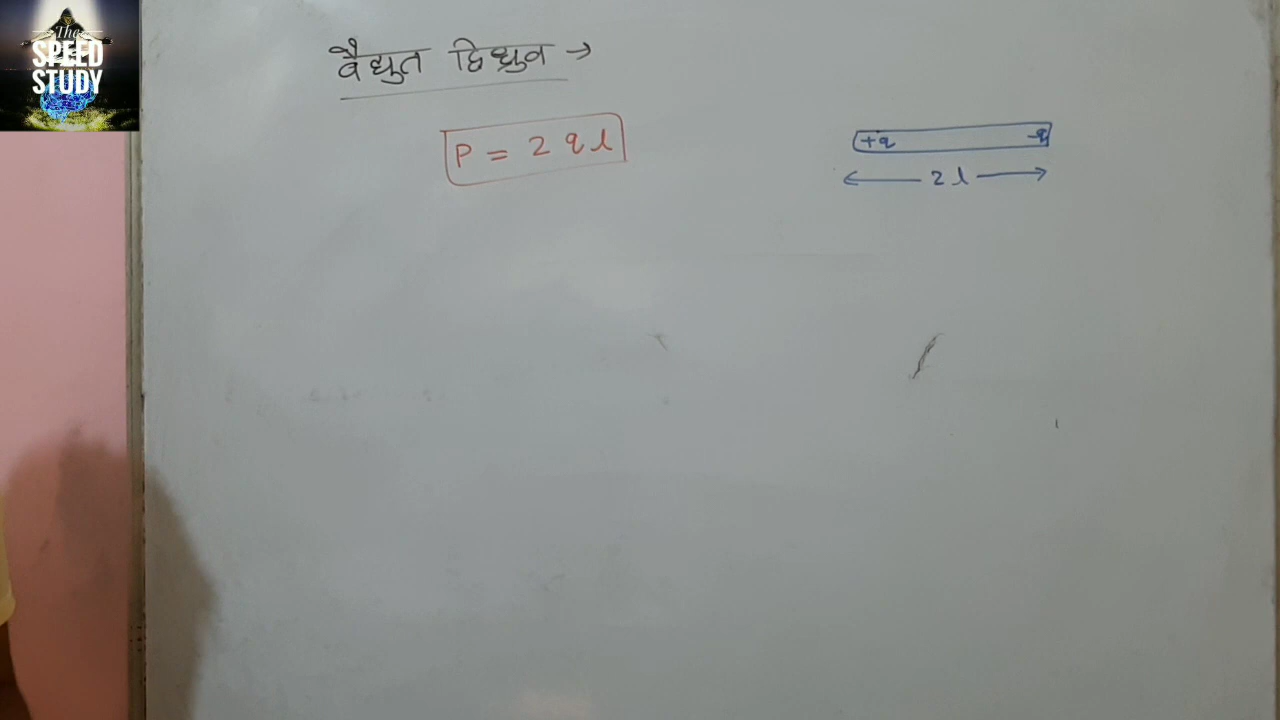 The
SPEED
STUDY
वैद्युत द्विध्रुव →
P = 2 q l
+q -q
← 2 l →